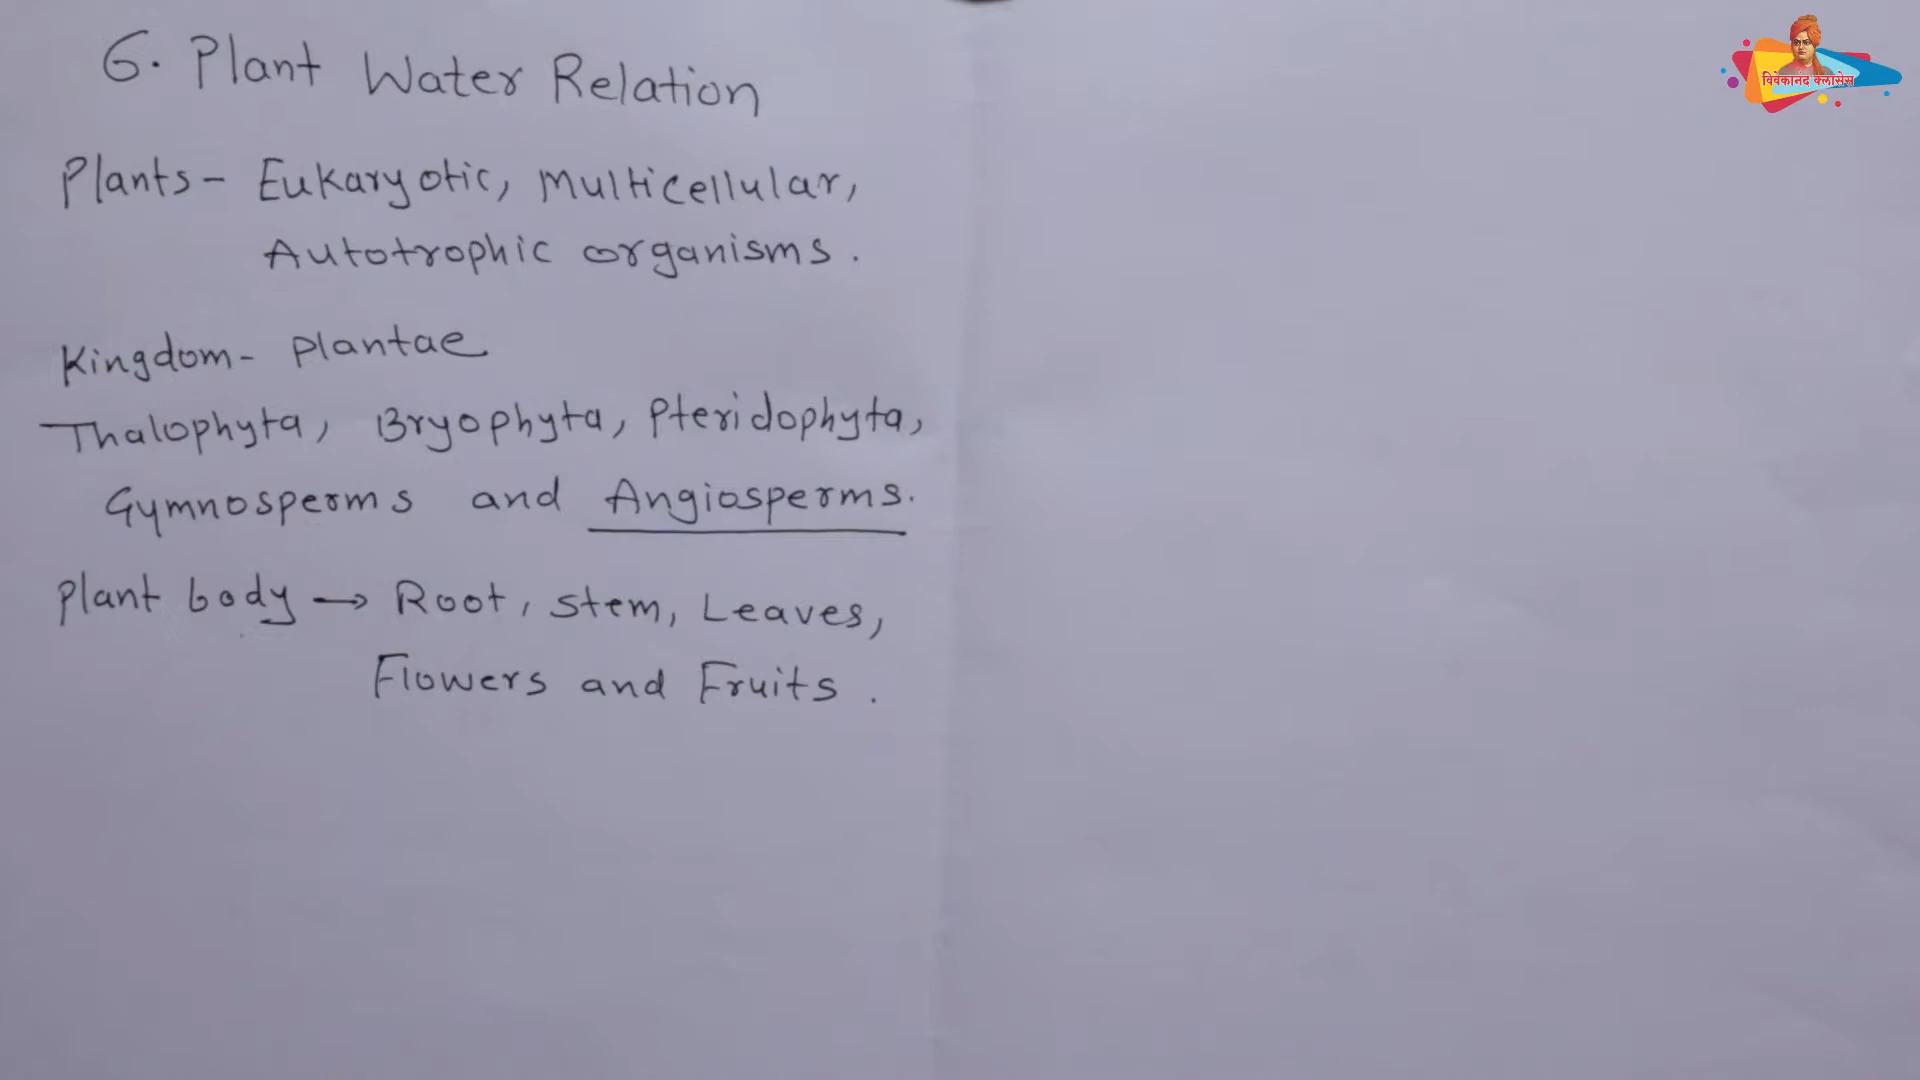 6. Plant Water Relation
Plants- Eukaryotic, Multicellular,
Autotrophic organisms.
Kingdom- Plantae
Thalophyta, Bryophyta, Pteridophyta,
Gymnosperms and Angiosperms.
Plant body → Root, Stem, Leaves,
Flowers and Fruits.
विवेकानंद क्लासेस